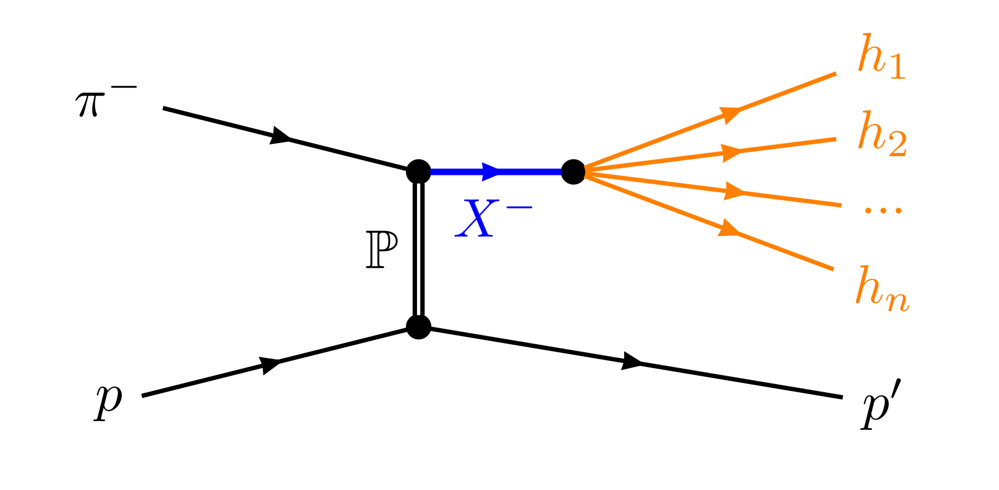 h₁
π⁻
h₂
X⁻
...
ℙ
hₙ
p
p′